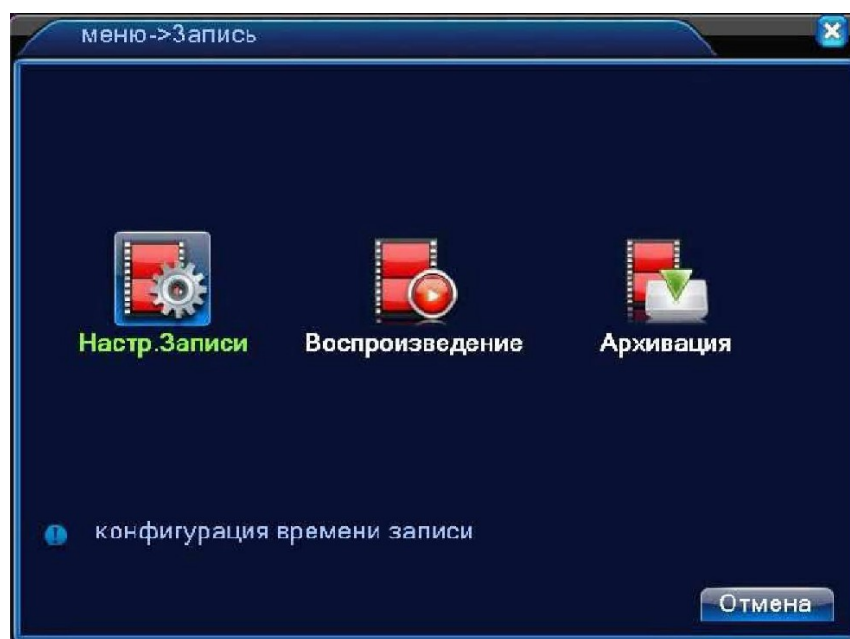 меню->Запись
Настр.Записи
Воспроизведение
Архивация
конфигурация времени записи
Отмена